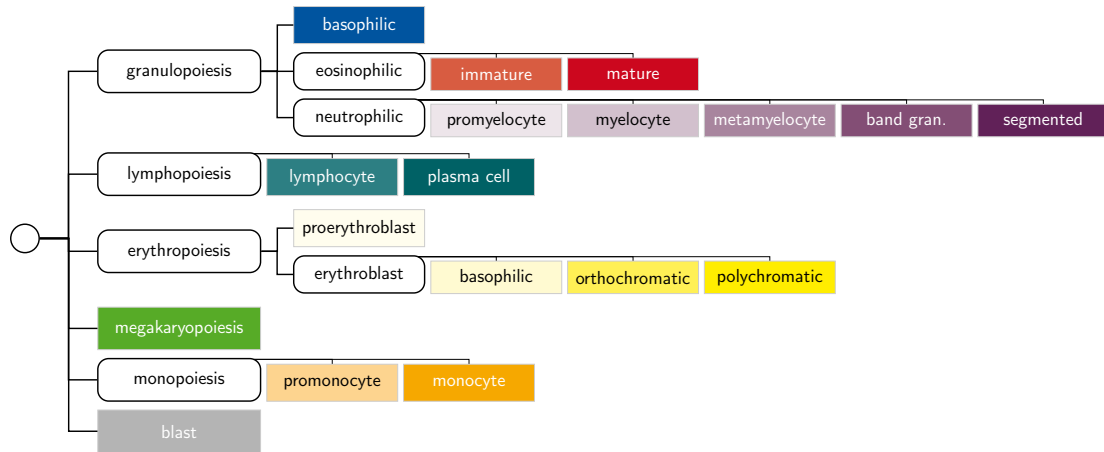 basophilic
granulopoiesis
eosinophilic immature mature
neutrophilic promyelocyte myelocyte metamyelocyte band gran. segmented
lymphopoiesis lymphocyte plasma cell
proerythroblast
erythropoiesis
erythroblast basophilic orthochromatic polychromatic
megakaryopoiesis
monopoiesis promonocyte monocyte
blast